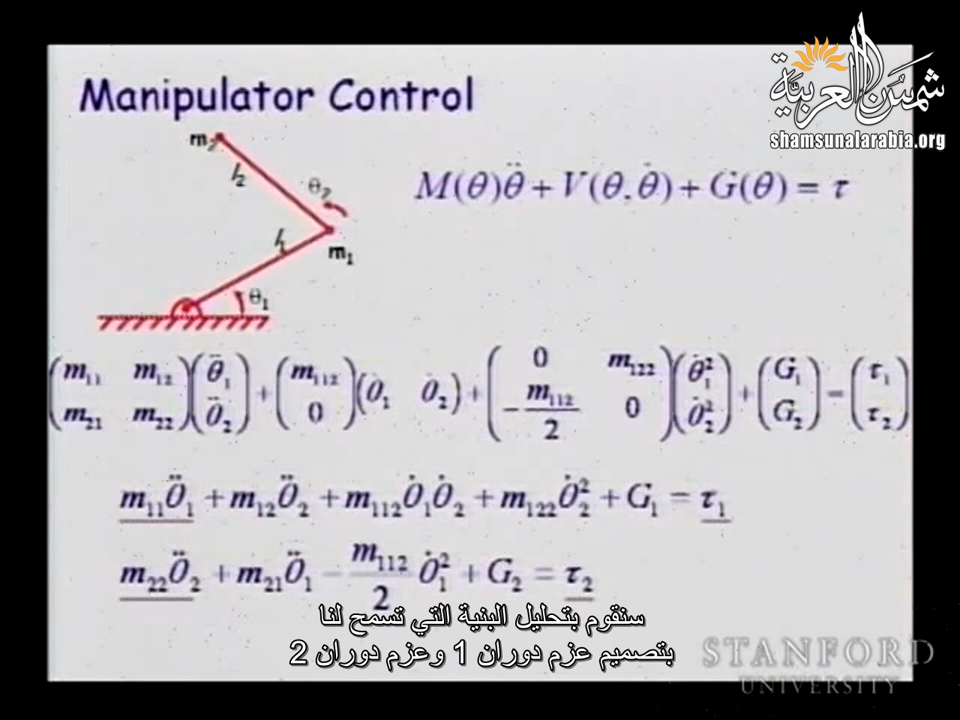 شمس العربية
shamsunalarabia.org
Manipulator Control
m₂
l₂
θ₂
l₁
m₁
θ₁
M(θ)θ̈ + V(θ, θ̇) + G(θ) = τ
(m₁₁ m₁₂; m₂₁ m₂₂)(θ̈₁; θ̈₂) + (m₁₁₂; 0)(θ̇₁ θ̇₂) + (0 m₁₂₂; -m₁₁₂/2 0)(θ̇₁²; θ̇₂²) + (G₁; G₂) = (τ₁; τ₂)
m₁₁θ̈₁ + m₁₂θ̈₂ + m₁₁₂θ̇₁θ̇₂ + m₁₂₂θ̇₂² + G₁ = τ₁
m₂₂θ̈₂ + m₂₁θ̈₁ - m₁₁₂/2 θ̇₁² + G₂ = τ₂
سنقوم بتحليل البنية التي تسمح لنا
بتصميم عزم دوران 1 وعزم دوران 2
STANFORD
UNIVERSITY